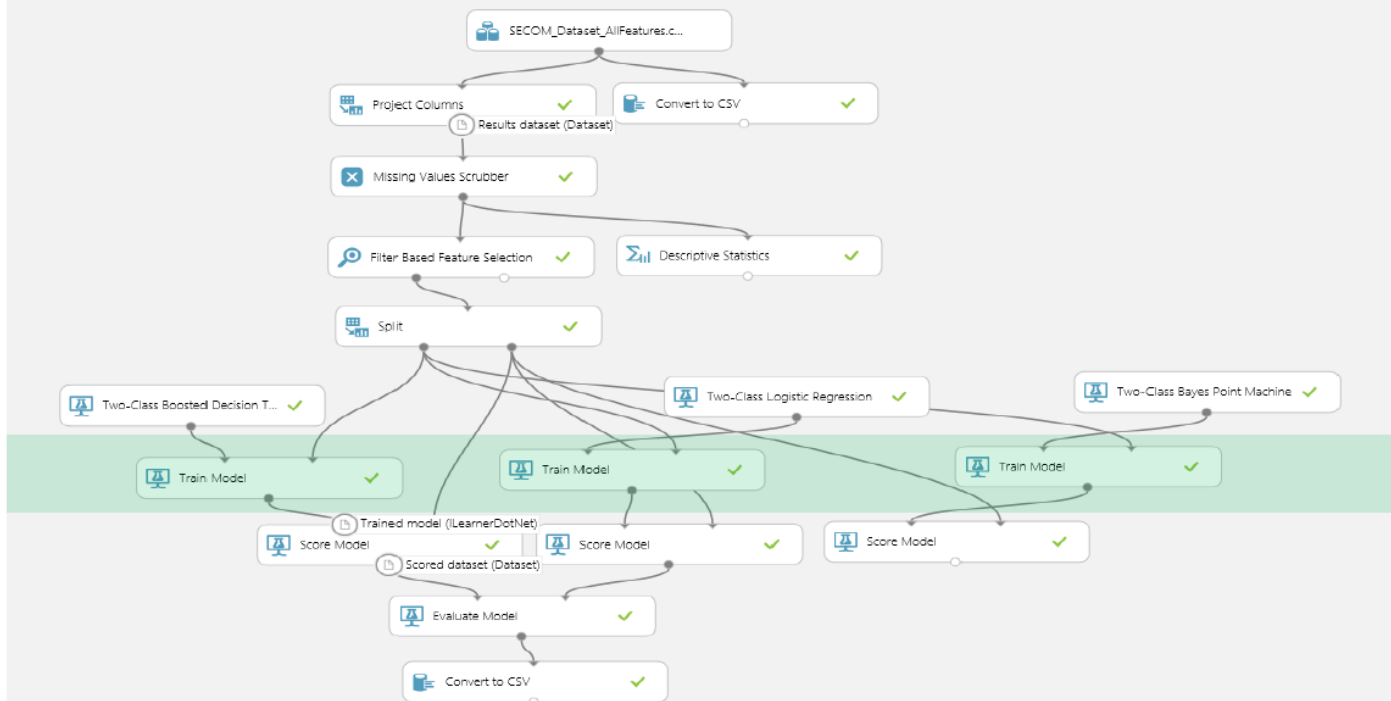 SECOM_Dataset_AllFeatures.c...
Project Columns
Convert to CSV
Results dataset (Dataset)
Missing Values Scrubber
Filter Based Feature Selection
Descriptive Statistics
Split
Two-Class Boosted Decision T...
Two-Class Logistic Regression
Two-Class Bayes Point Machine
Train Model
Train Model
Train Model
Trained model (ILearnerDotNet)
Score Model
Score Model
Score Model
Scored dataset (Dataset)
Evaluate Model
Convert to CSV